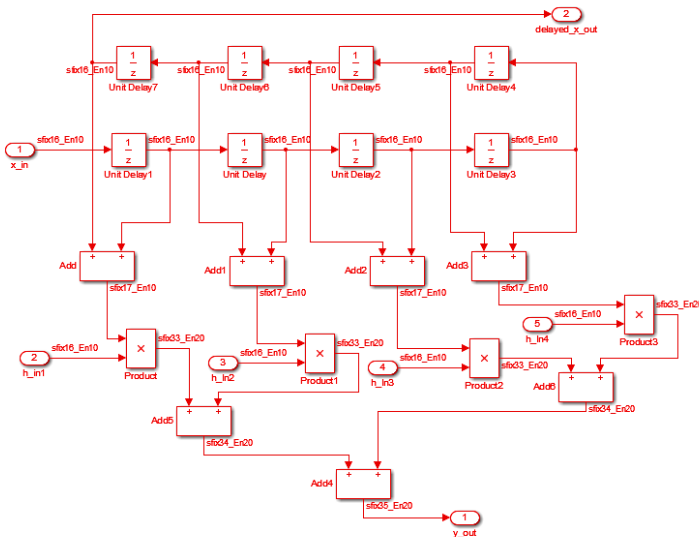 2
delayed_x_out
1
z
1
z
1
z
1
z
sfix16_En10
sfix16_En10
sfix16_En10
sfix16_En10
Unit Delay7
Unit Delay6
Unit Delay5
Unit Delay4
sfix16_En10
sfix16_En10
sfix16_En10
sfix16_En10
sfix16_En10
1
1
z
1
z
1
z
1
z
x_in
Unit Delay1
Unit Delay
Unit Delay2
Unit Delay3
+ +
+ +
+ +
+ +
Add
Add1
Add2
Add3
sfix17_En10
sfix17_En10
sfix17_En10
sfix17_En10
sfix16_En10
sfix33_En20
5
×
h_In4
Product3
sfix16_En10
sfix33_En20
sfix16_En10
sfix33_En20
sfix16_En10
sfix33_En20
2
×
3
×
4
×
h_in1
Product
h_In2
Product1
h_In3
Product2
+ +
Add6
+ +
Add5
sfix34_En20
sfix34_En20
+ +
Add4
sfix35_En20
1
y_out